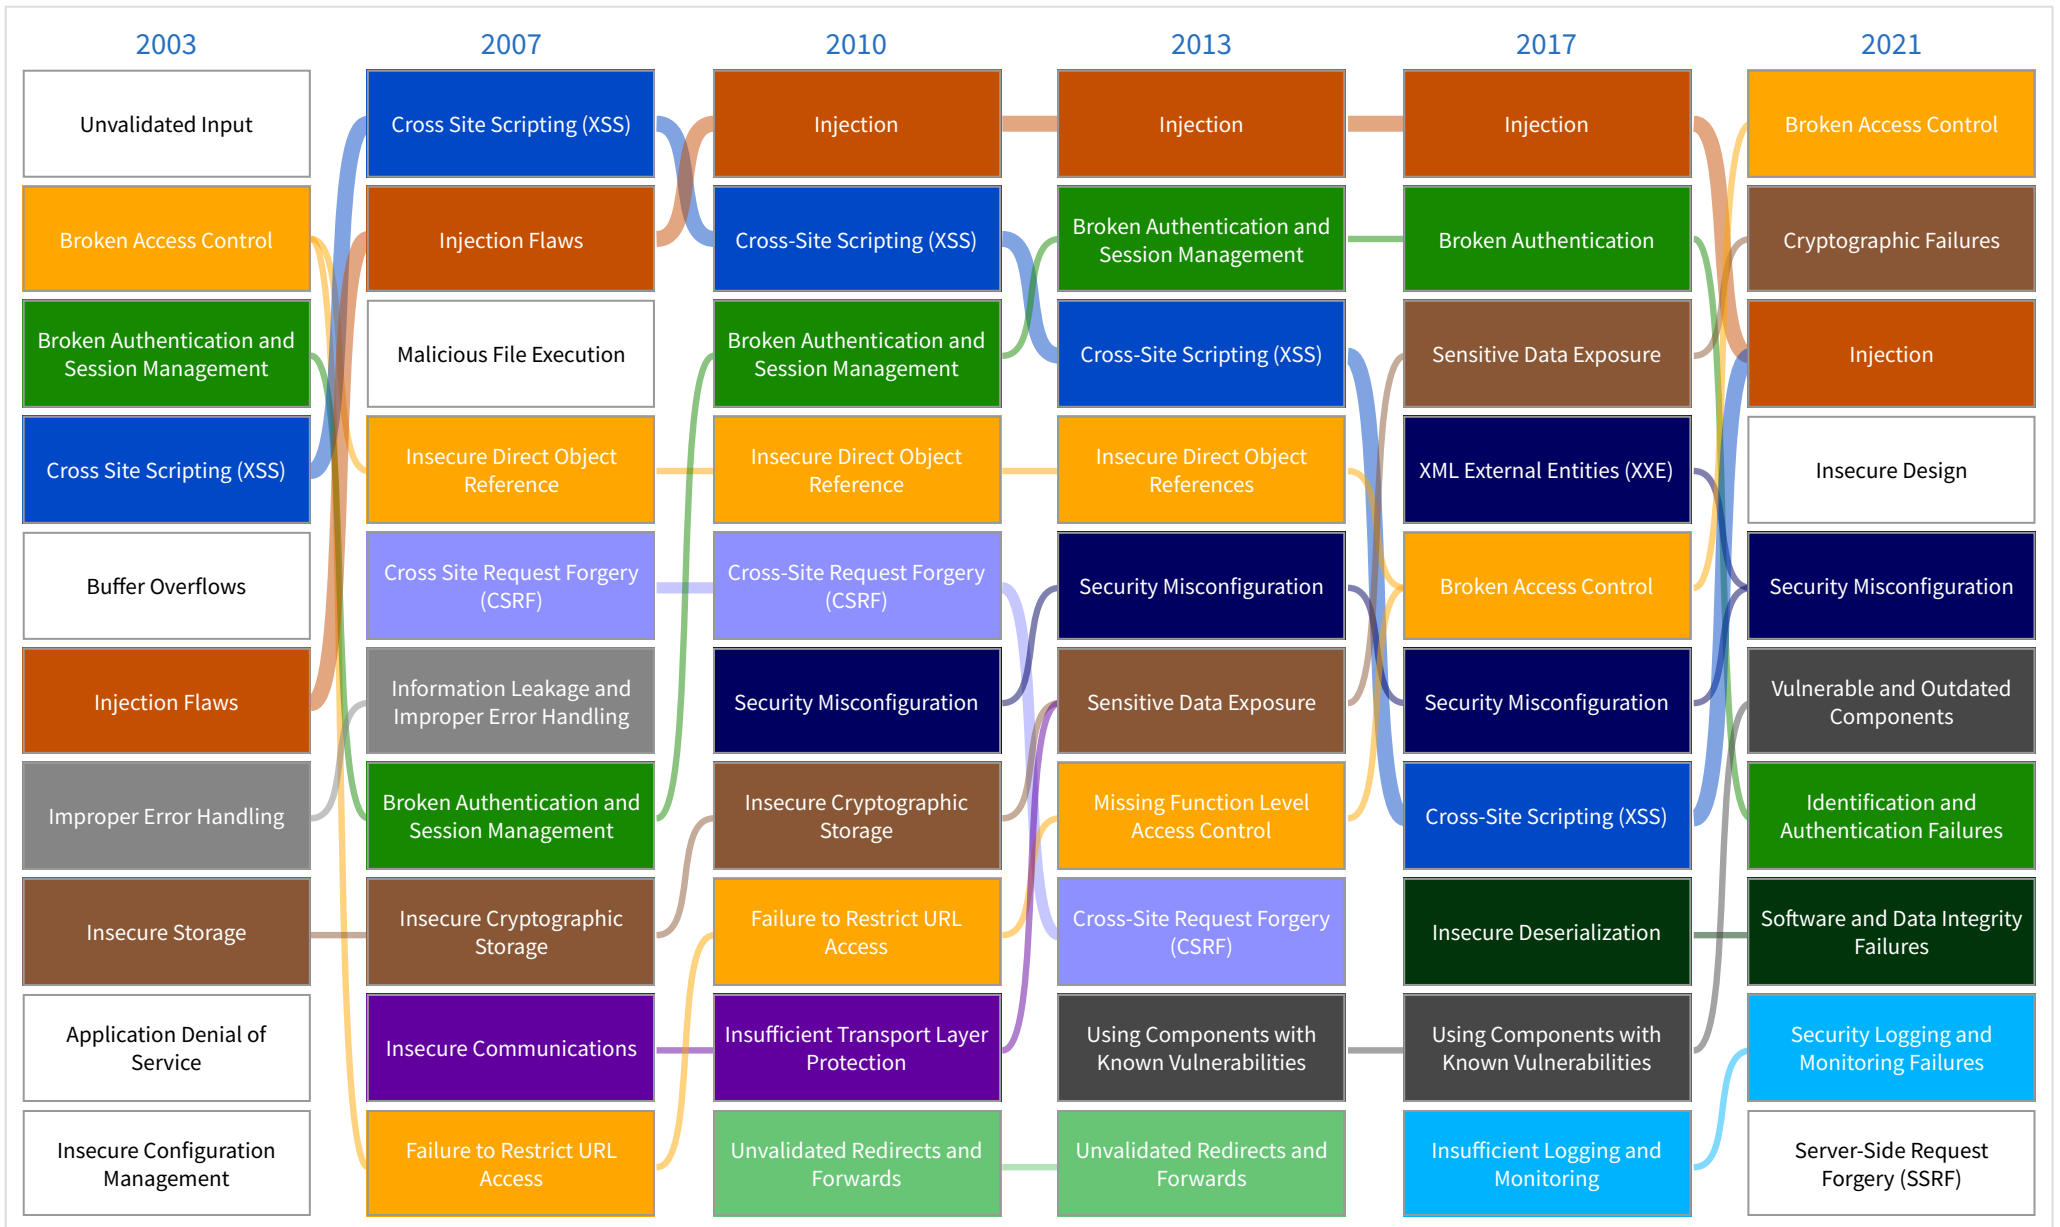 2003
Unvalidated Input
Broken Access Control
Broken Authentication and
Session Management
Cross Site Scripting (XSS)
Buffer Overflows
Injection Flaws
Improper Error Handling
Insecure Storage
Application Denial of
Service
Insecure Configuration
Management
2007
Cross Site Scripting (XSS)
Injection Flaws
Malicious File Execution
Insecure Direct Object
Reference
Cross Site Request Forgery
(CSRF)
Information Leakage and
Improper Error Handling
Broken Authentication and
Session Management
Insecure Cryptographic
Storage
Insecure Communications
Failure to Restrict URL
Access
2010
Injection
Cross-Site Scripting (XSS)
Broken Authentication and
Session Management
Insecure Direct Object
Reference
Cross-Site Request Forgery
(CSRF)
Security Misconfiguration
Insecure Cryptographic
Storage
Failure to Restrict URL
Access
Insufficient Transport Layer
Protection
Unvalidated Redirects and
Forwards
2013
Injection
Broken Authentication and
Session Management
Cross-Site Scripting (XSS)
Insecure Direct Object
References
Security Misconfiguration
Sensitive Data Exposure
Missing Function Level
Access Control
Cross-Site Request Forgery
(CSRF)
Using Components with
Known Vulnerabilities
Unvalidated Redirects and
Forwards
2017
Injection
Broken Authentication
Sensitive Data Exposure
XML External Entities (XXE)
Broken Access Control
Security Misconfiguration
Cross-Site Scripting (XSS)
Insecure Deserialization
Using Components with
Known Vulnerabilities
Insufficient Logging and
Monitoring
2021
Broken Access Control
Cryptographic Failures
Injection
Insecure Design
Security Misconfiguration
Vulnerable and Outdated
Components
Identification and
Authentication Failures
Software and Data Integrity
Failures
Security Logging and
Monitoring Failures
Server-Side Request
Forgery (SSRF)